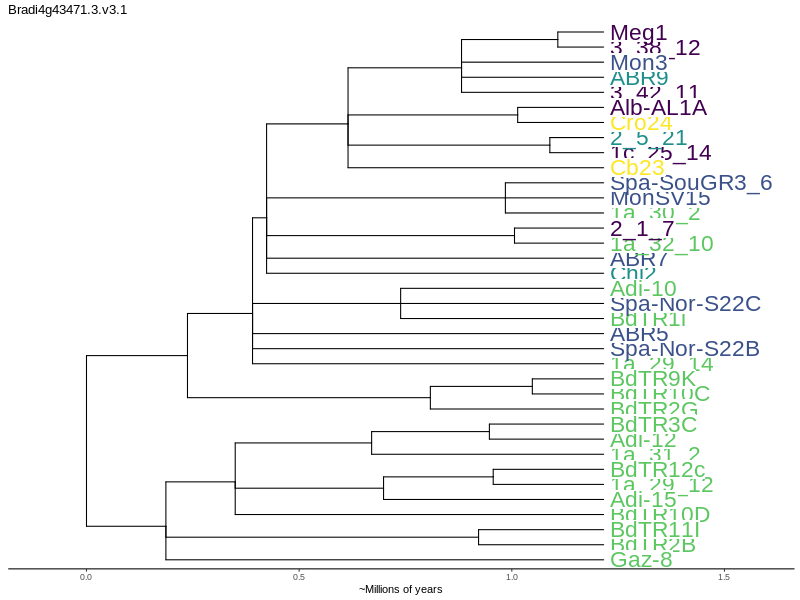 Bradi4g43471.3.v3.1
Meg1
3_38_12
Mon3
ABR9
3_42_11
Alb-AL1A
Cro24
2_5_21
1c_25_14
Cb23
Spa-SouGR3_6
MonSV15
1a_30_2
2_1_7
1a_32_10
ABR7
Chi2
Adi-10
Spa-Nor-S22C
BdTR1i
ABR5
Spa-Nor-S22B
1a_29_14
BdTR9K
BdTR10C
BdTR2G
BdTR3C
Adi-12
1a_31_2
BdTR12c
1a_29_12
Adi-15
BdTR10D
BdTR11I
BdTR2B
Gaz-8
0.0 0.5 1.0 1.5
~Millions of years